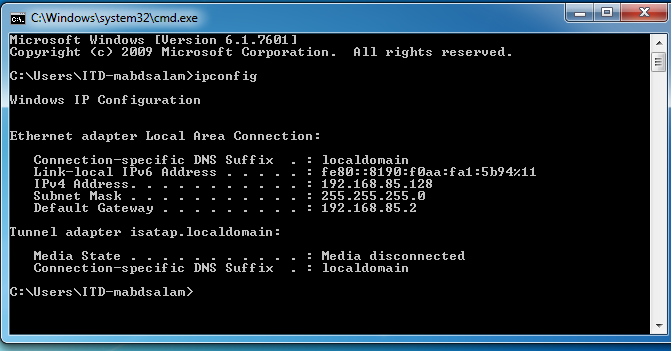 C:\Windows\system32\cmd.exe
Microsoft Windows [Version 6.1.7601]
Copyright (c) 2009 Microsoft Corporation.  All rights reserved.
C:\Users\ITD-mabdsalam>ipconfig
Windows IP Configuration
Ethernet adapter Local Area Connection:
   Connection-specific DNS Suffix  . : localdomain
   Link-local IPv6 Address . . . . . : fe80::8190:f0aa:fa1:5b94%11
   IPv4 Address. . . . . . . . . . . : 192.168.85.128
   Subnet Mask . . . . . . . . . . . : 255.255.255.0
   Default Gateway . . . . . . . . . : 192.168.85.2
Tunnel adapter isatap.localdomain:
   Media State . . . . . . . . . . . : Media disconnected
   Connection-specific DNS Suffix  . : localdomain
C:\Users\ITD-mabdsalam>